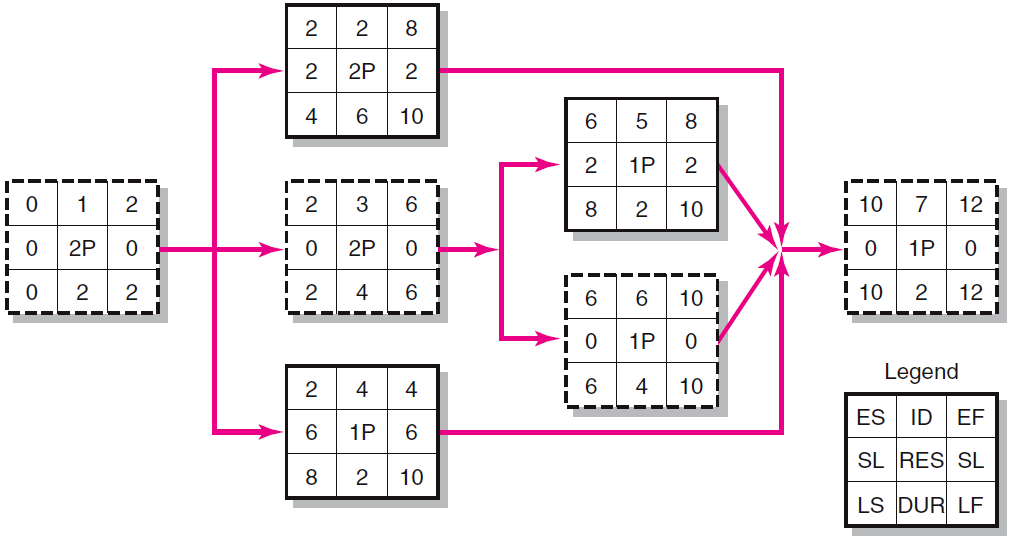 2 2 8
2 2P 2
4 6 10
6 5 8
2 1P 2
8 2 10
0 1 2
0 2P 0
0 2 2
2 3 6
0 2P 0
2 4 6
10 7 12
0 1P 0
10 2 12
6 6 10
0 1P 0
6 4 10
2 4 4
6 1P 6
8 2 10
Legend
ES ID EF
SL RES SL
LS DUR LF